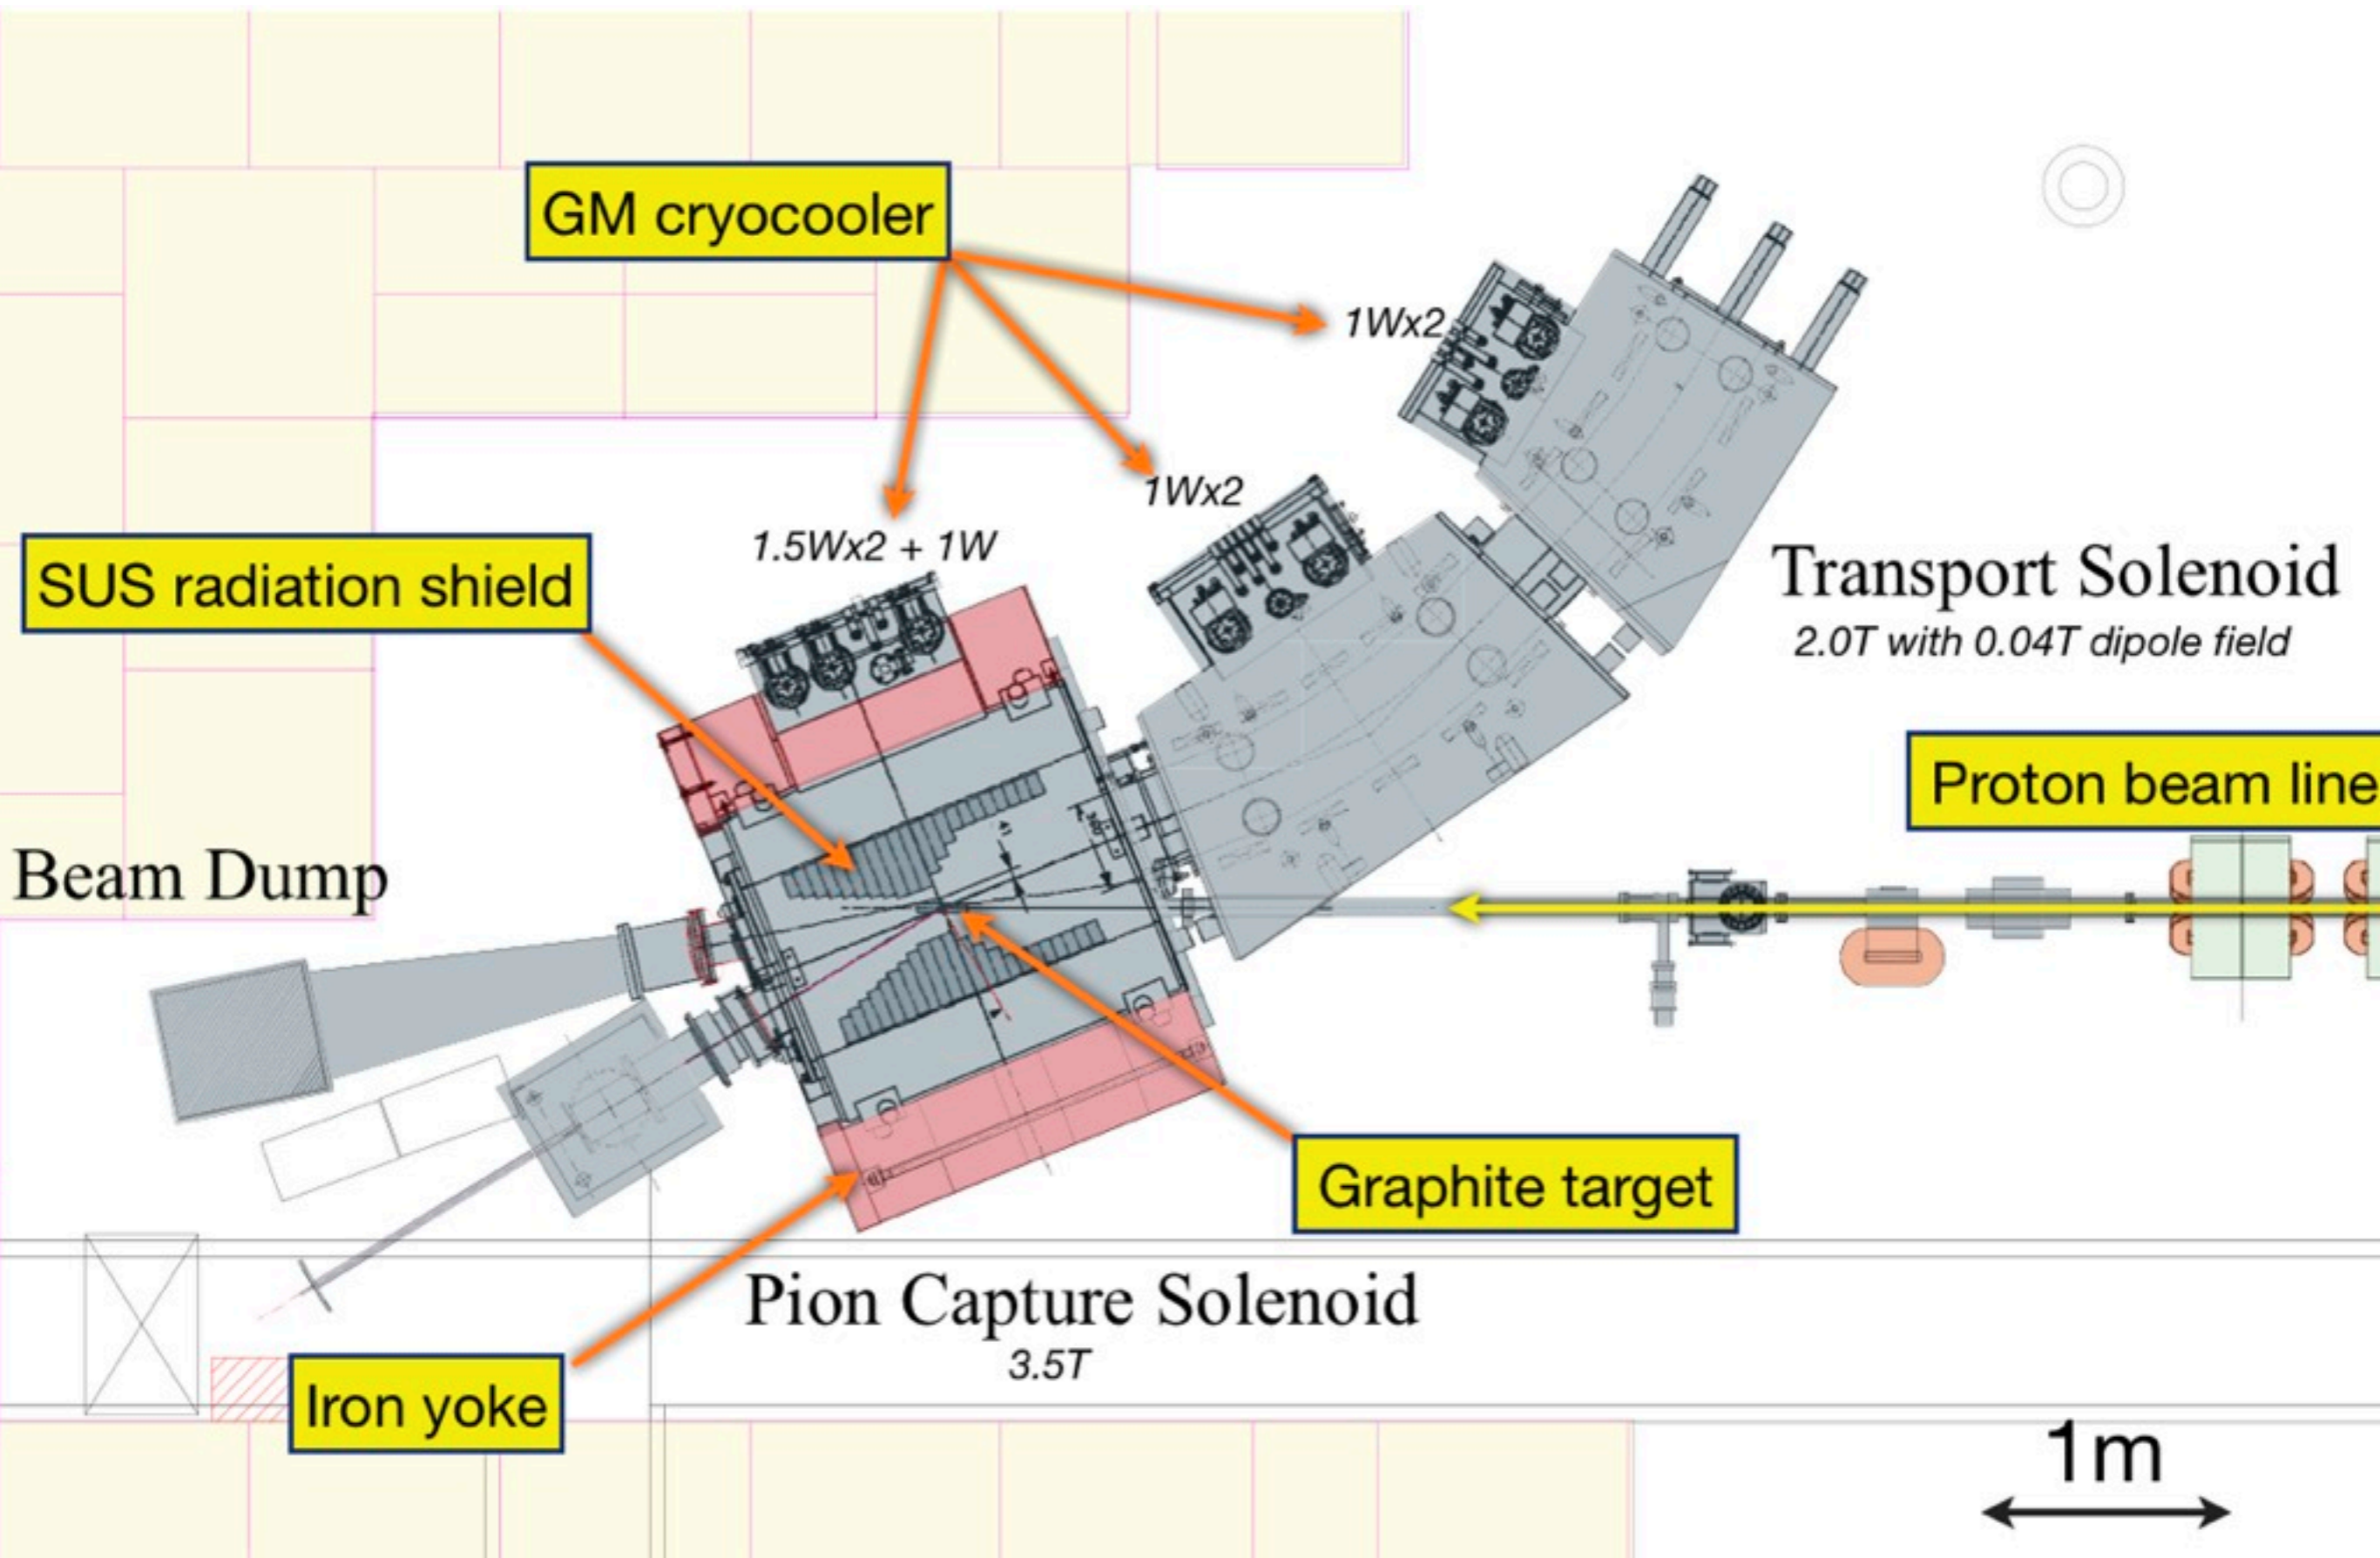 GM cryocooler
1Wx2
1Wx2
1.5Wx2 + 1W
SUS radiation shield
Transport Solenoid
2.0T with 0.04T dipole field
Proton beam line
Beam Dump
Graphite target
Pion Capture Solenoid
3.5T
Iron yoke
1m